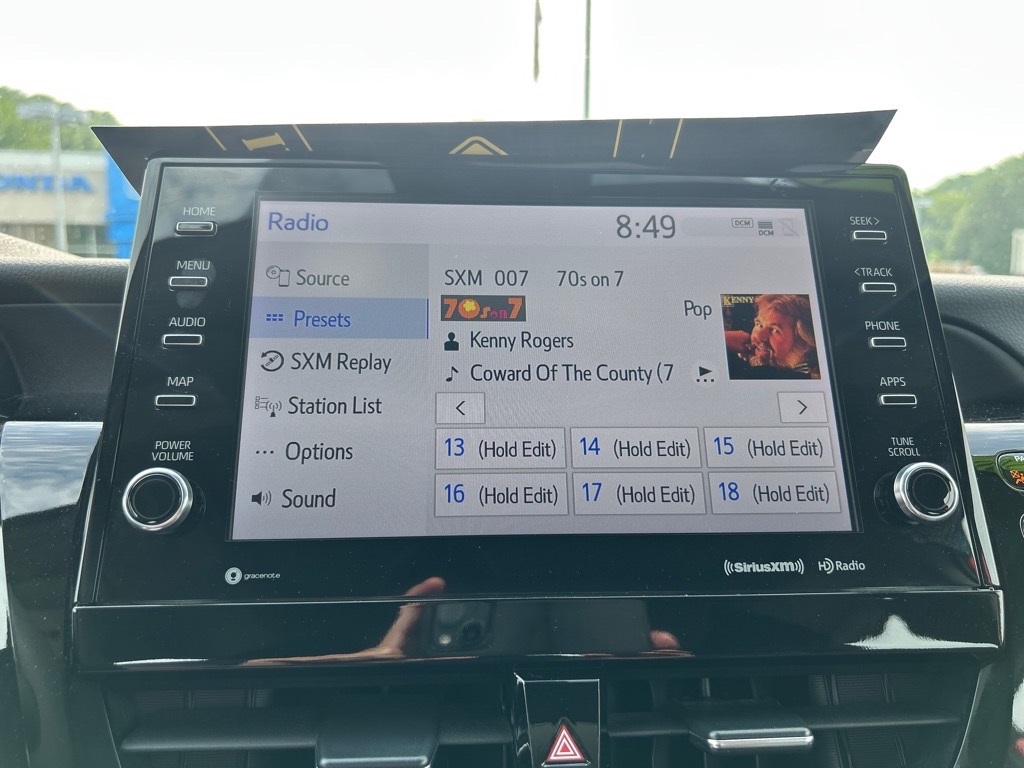 HOME
MENU
AUDIO
MAP
POWER
VOLUME
Radio
8:49
DCM
DCM
Source
Presets
SXM Replay
Station List
Options
Sound
SXM 007 70s on 7
70s on 7
Pop
KENNY
Kenny Rogers
Coward Of The County (7
<
>
13 (Hold Edit)
14 (Hold Edit)
15 (Hold Edit)
16 (Hold Edit)
17 (Hold Edit)
18 (Hold Edit)
SEEK >
< TRACK
PHONE
APPS
TUNE
SCROLL
gracenote
((SiriusXM))
HD Radio